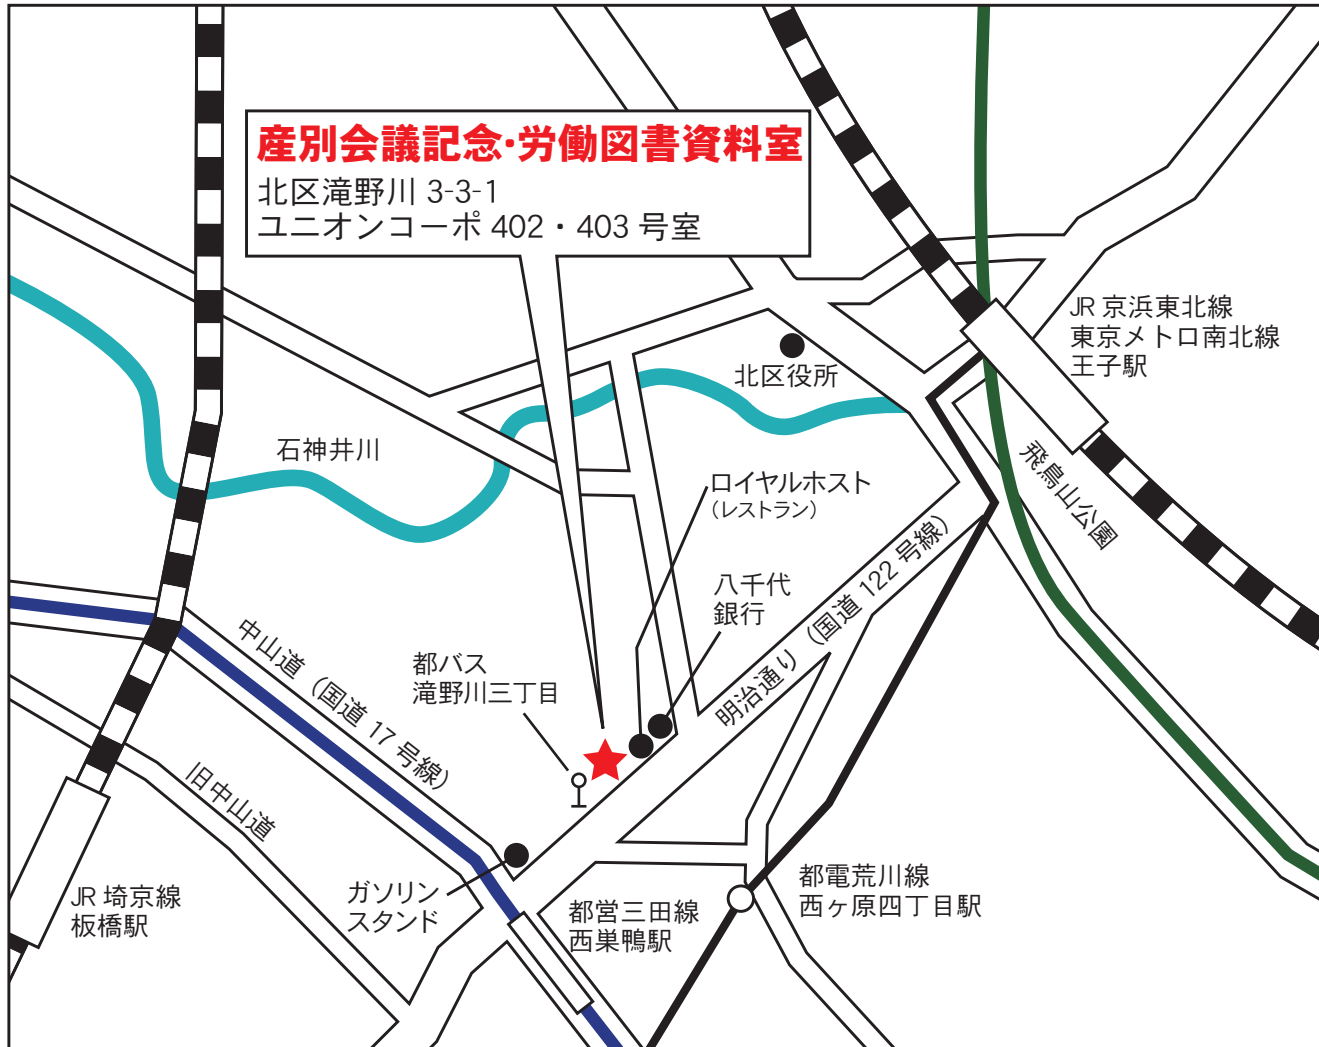 産別会議記念・労働図書資料室
北区滝野川 3-3-1
ユニオンコーポ 402・403 号室
JR 京浜東北線
東京メトロ南北線
王子駅
北区役所
石神井川
飛鳥山公園
ロイヤルホスト
（レストラン）
明治通り（国道 122 号線）
八千代
銀行
中山道（国道 17 号線）
都バス
滝野川三丁目
旧中山道
JR 埼京線
板橋駅
ガソリン
スタンド
都営三田線
西巣鴨駅
都電荒川線
西ヶ原四丁目駅